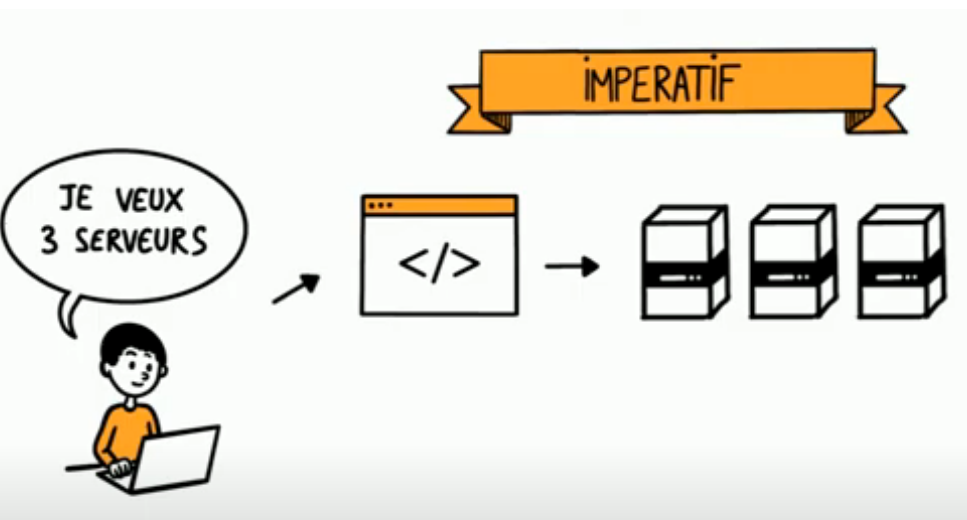 IMPERATIF
JE VEUX
3 SERVEURS
</>